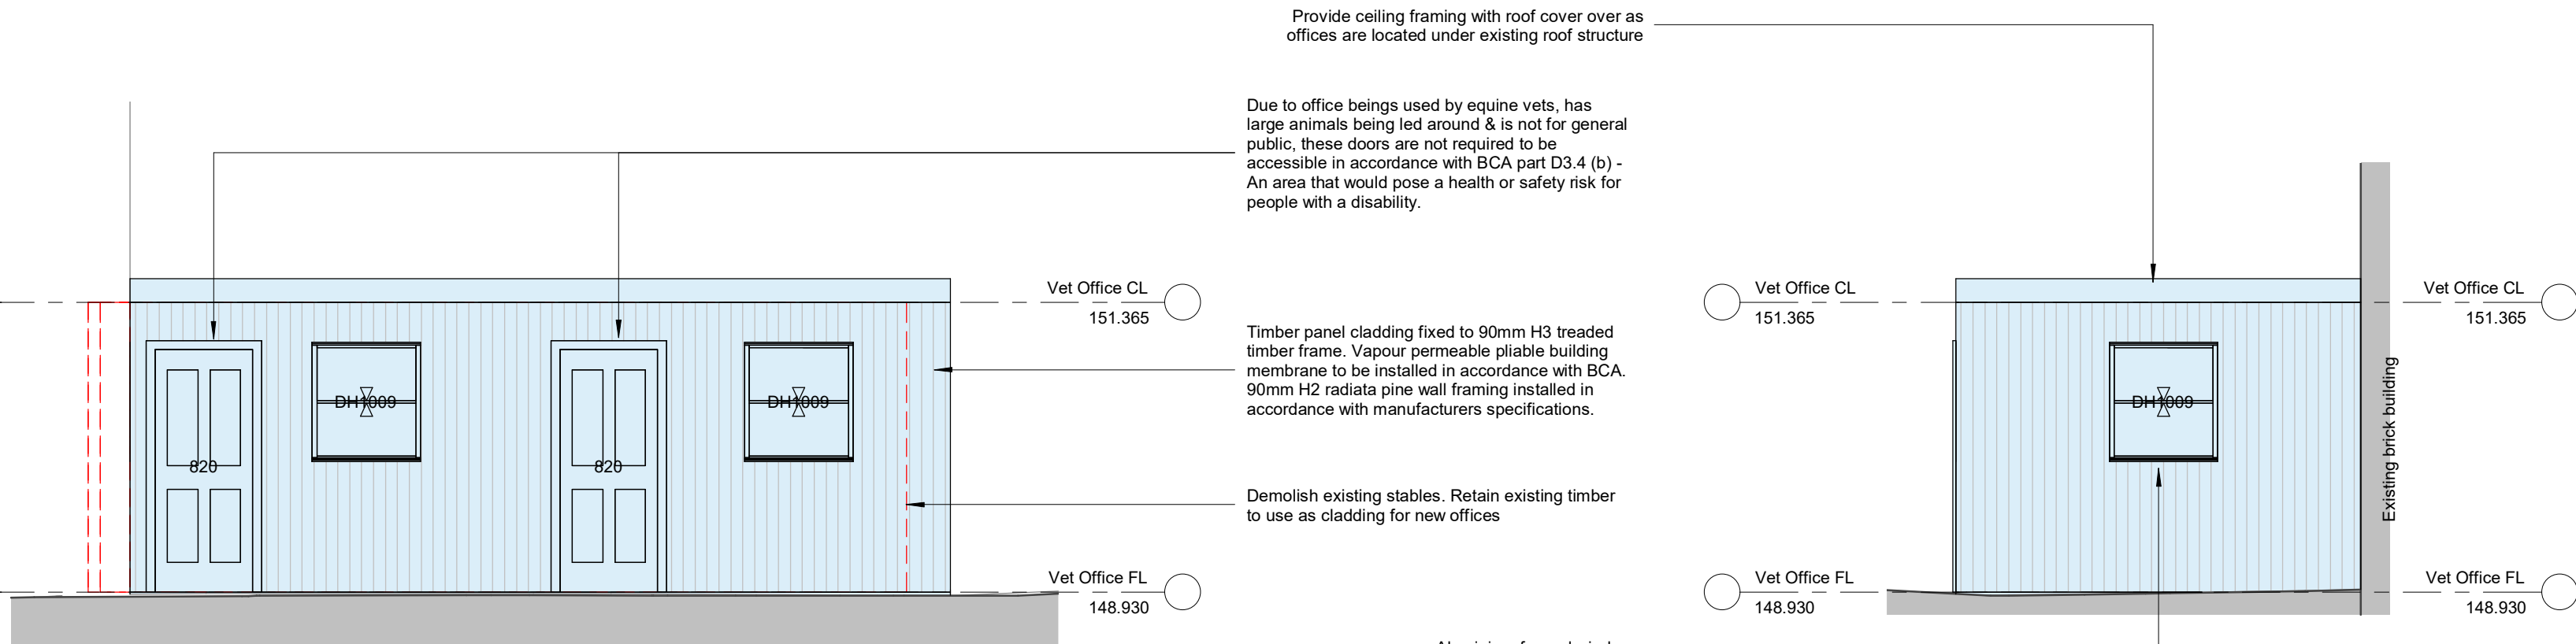 Provide ceiling framing with roof cover over as
offices are located under existing roof structure
Due to office beings used by equine vets, has
large animals being led around & is not for general
public, these doors are not required to be
accessible in accordance with BCA part D3.4 (b) -
An area that would pose a health or safety risk for
people with a disability.
Vet Office CL
151.365
Vet Office CL
151.365
Vet Office CL
151.365
Timber panel cladding fixed to 90mm H3 treaded
timber frame. Vapour permeable pliable building
membrane to be installed in accordance with BCA.
90mm H2 radiata pine wall framing installed in
accordance with manufacturers specifications.
DH1009
DH1009
DH1009
820
820
Existing brick building
Demolish existing stables. Retain existing timber
to use as cladding for new offices
Vet Office FL
148.930
Vet Office FL
148.930
Vet Office FL
148.930